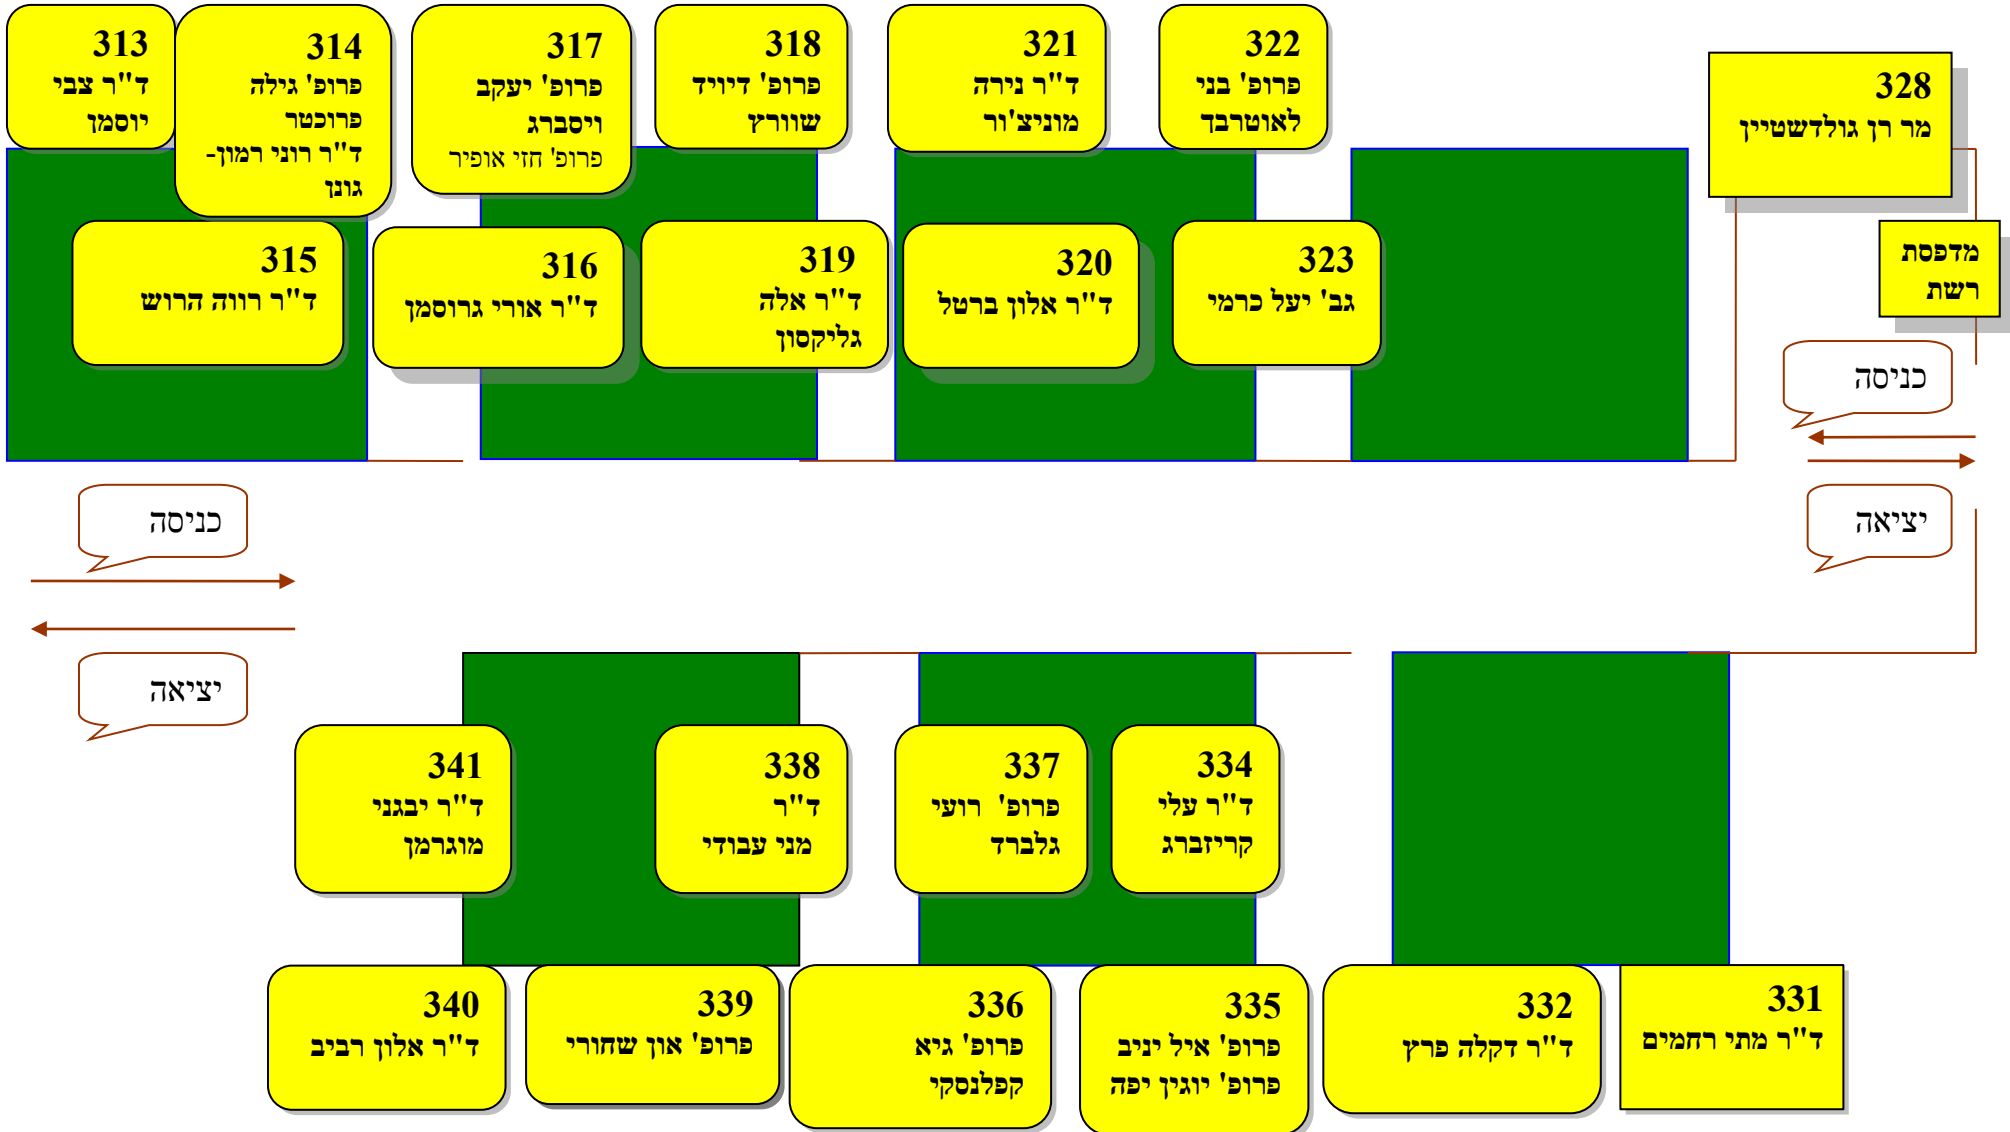 313
ד"ר צבי
יוסמן
314
פרופ' גילה
פרוכטר
ד"ר רוני רמון-
גונן
317
פרופ' יעקב
ויסברג
פרופ' חזי אופיר
318
פרופ' דיויד
שוורץ
321
ד"ר נירה
מוניצ'ור
322
פרופ' בני
לאוטרבך
328
מר רן גולדשטיין
315
ד"ר רווה הרוש
316
ד"ר אורי גרוסמן
319
ד"ר אלה
גליקסון
320
ד"ר אלון ברטל
323
גב' יעל כרמי
מדפסת
רשת
כניסה
יציאה
כניסה
יציאה
341
ד"ר יבגני
מוגרמן
338
ד"ר
מני עבודי
337
פרופ' רועי
גלברד
334
ד"ר עלי
קריזברג
340
ד"ר אלון רביב
339
פרופ' און שחורי
336
פרופ' גיא
קפלנסקי
335
פרופ' איל יניב
פרופ' יוגין יפה
332
ד"ר דקלה פרץ
331
ד"ר מתי רחמים